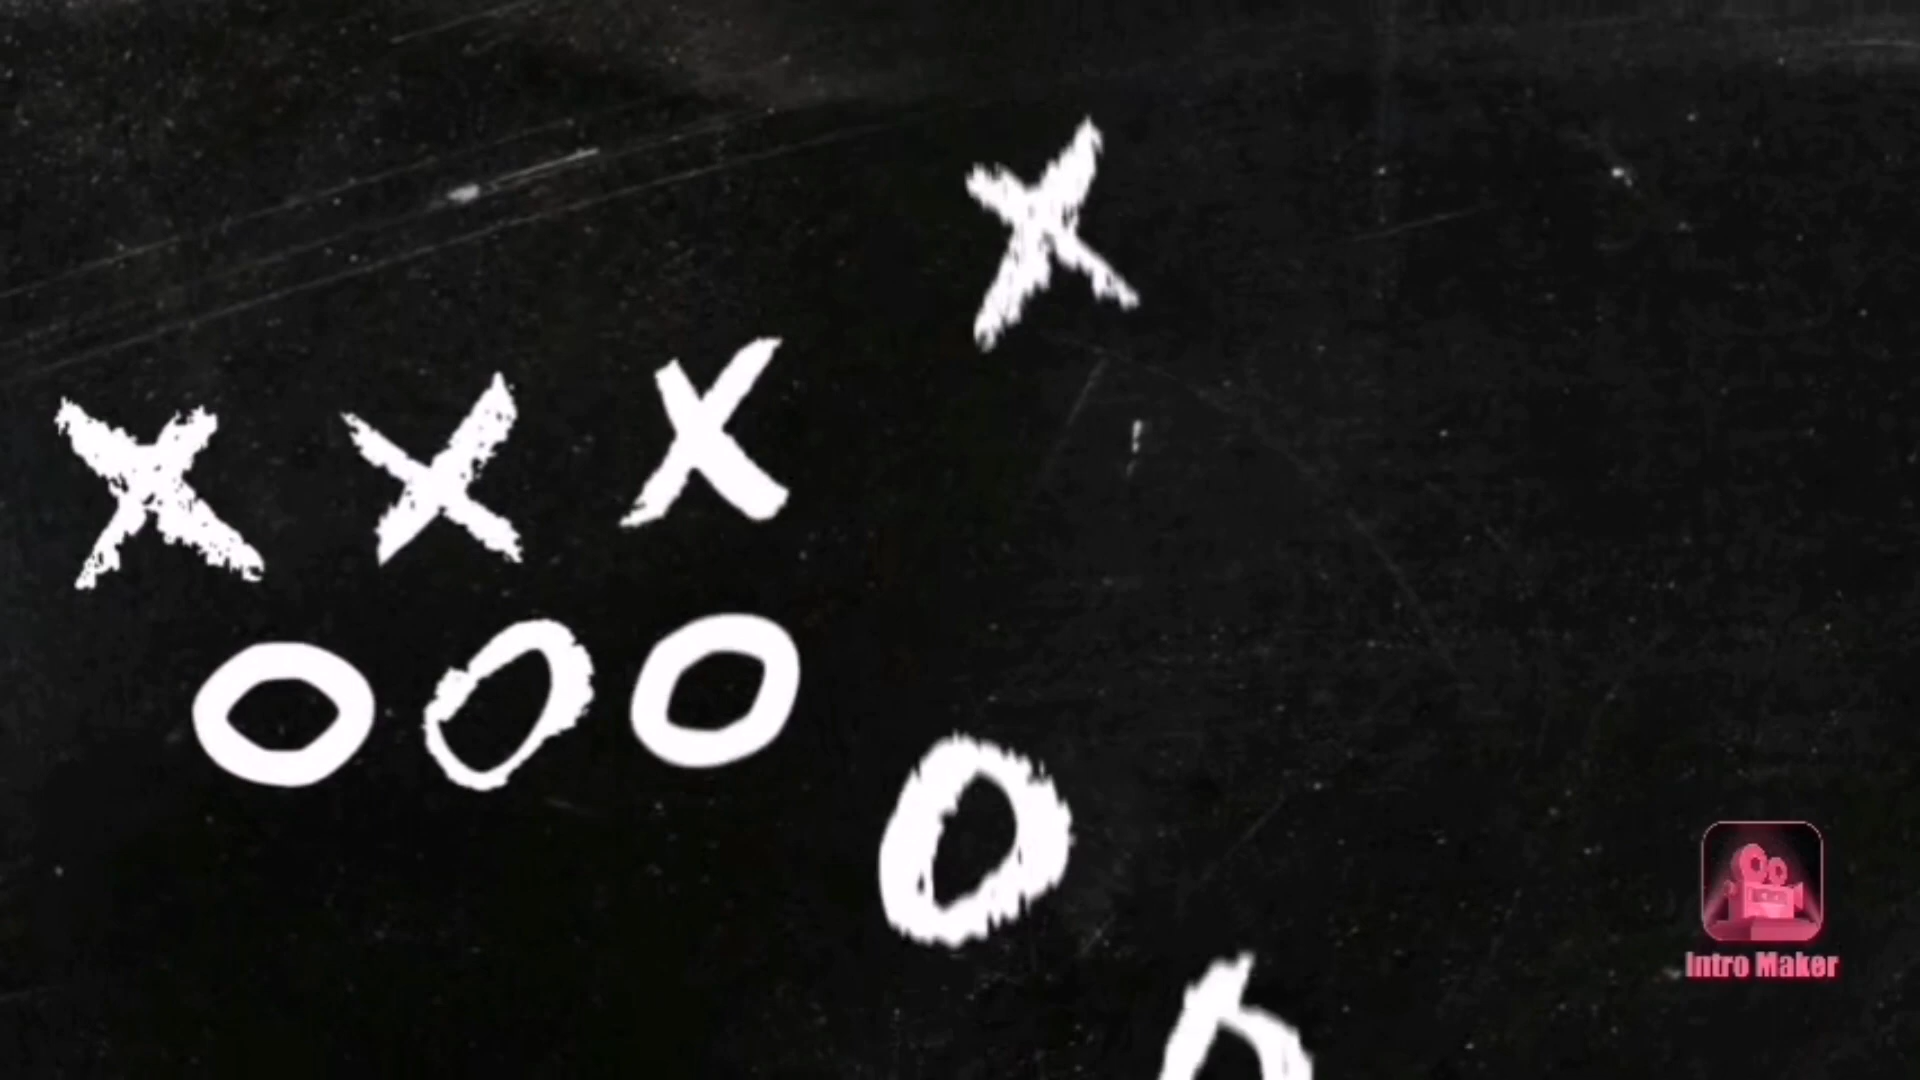 X
X X X
O O O
O
O
Intro Maker